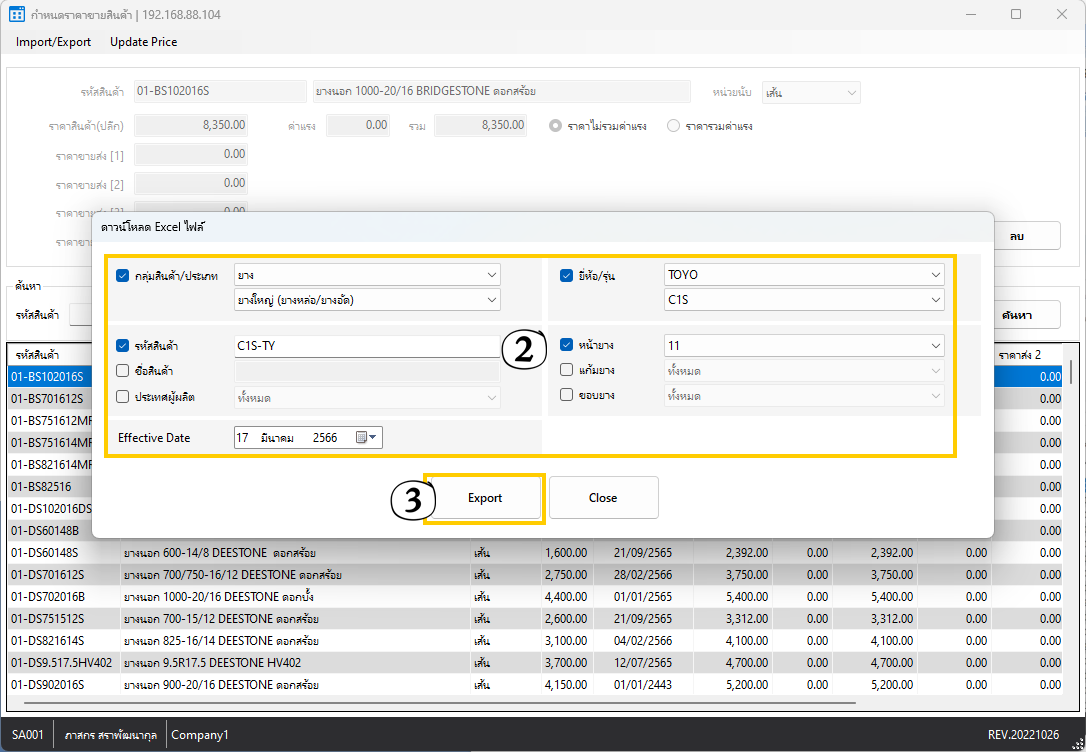 กำหนดราคาขายสินค้า | 192.168.88.104
Import/Export Update Price
รหัสสินค้า 01-BS102016S ยางนอก 1000-20/16 BRIDGESTONE ดอกสร้อย หน่วยนับ เส้น
ราคาสินค้า(ปลีก) 8,350.00 ค่าแรง 0.00 รวม 8,350.00 ราคาไม่รวมค่าแรง ราคารวมค่าแรง
ราคาขายส่ง [1] 0.00
ราคาขายส่ง [2] 0.00
ราคาขายส่ง [3] 0.00
ราคาขาย
ลบ
ดาวน์โหลด Excel ไฟล์
กลุ่มสินค้า/ประเภท ยาง ยี่ห้อ/รุ่น TOYO
ยางใหญ่ (ยางหล่อ/ยางอัด) C1S
ค้นหา
รหัสสินค้า ค้นหา
รหัสสินค้า C1S-TY 2 หน้ายาง 11
ชื่อสินค้า แก้มยาง ทั้งหมด
ประเทศผู้ผลิต ทั้งหมด ขอบยาง ทั้งหมด
Effective Date 17 มีนาคม 2566
3 Export Close
รหัสสินค้า ราคาส่ง 2
01-BS102016S 0.00
01-BS701612S 0.00
01-BS751612MR 0.00
01-BS751614MR 0.00
01-BS821614MR 0.00
01-BS82516 0.00
01-DS102016DS 0.00
01-DS60148B 0.00
01-DS60148S ยางนอก 600-14/8 DEESTONE ดอกสร้อย เส้น 1,600.00 21/09/2565 2,392.00 0.00 2,392.00 0.00 0.00
01-DS701612S ยางนอก 700/750-16/12 DEESTONE ดอกสร้อย เส้น 2,750.00 28/02/2566 3,750.00 0.00 3,750.00 0.00 0.00
01-DS702016B ยางนอก 1000-20/16 DEESTONE ดอกบั้ง เส้น 4,400.00 01/01/2565 5,400.00 0.00 5,400.00 0.00 0.00
01-DS751512S ยางนอก 700-15/12 DEESTONE ดอกสร้อย เส้น 2,600.00 21/09/2565 3,312.00 0.00 3,312.00 0.00 0.00
01-DS821614S ยางนอก 825-16/14 DEESTONE ดอกสร้อย เส้น 3,100.00 04/02/2566 4,100.00 0.00 4,100.00 0.00 0.00
01-DS9.517.5HV402 ยางนอก 9.5R17.5 DEESTONE HV402 เส้น 3,700.00 12/07/2565 4,700.00 0.00 4,700.00 0.00 0.00
01-DS902016S ยางนอก 900-20/16 DEESTONE ดอกสร้อย เส้น 4,150.00 01/01/2443 5,200.00 0.00 5,200.00 0.00 0.00
SA001 ภาสกร สราพัฒนากุล Company1 REV.20221026